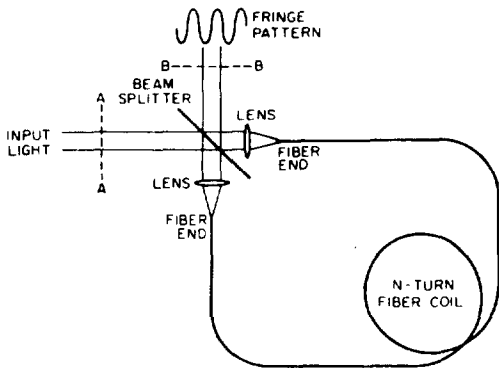 FRINGE
PATTERN
B B
BEAM
SPLITTER
A
LENS
INPUT
LIGHT
FIBER
END
A
LENS
FIBER
END
N-TURN
FIBER COIL